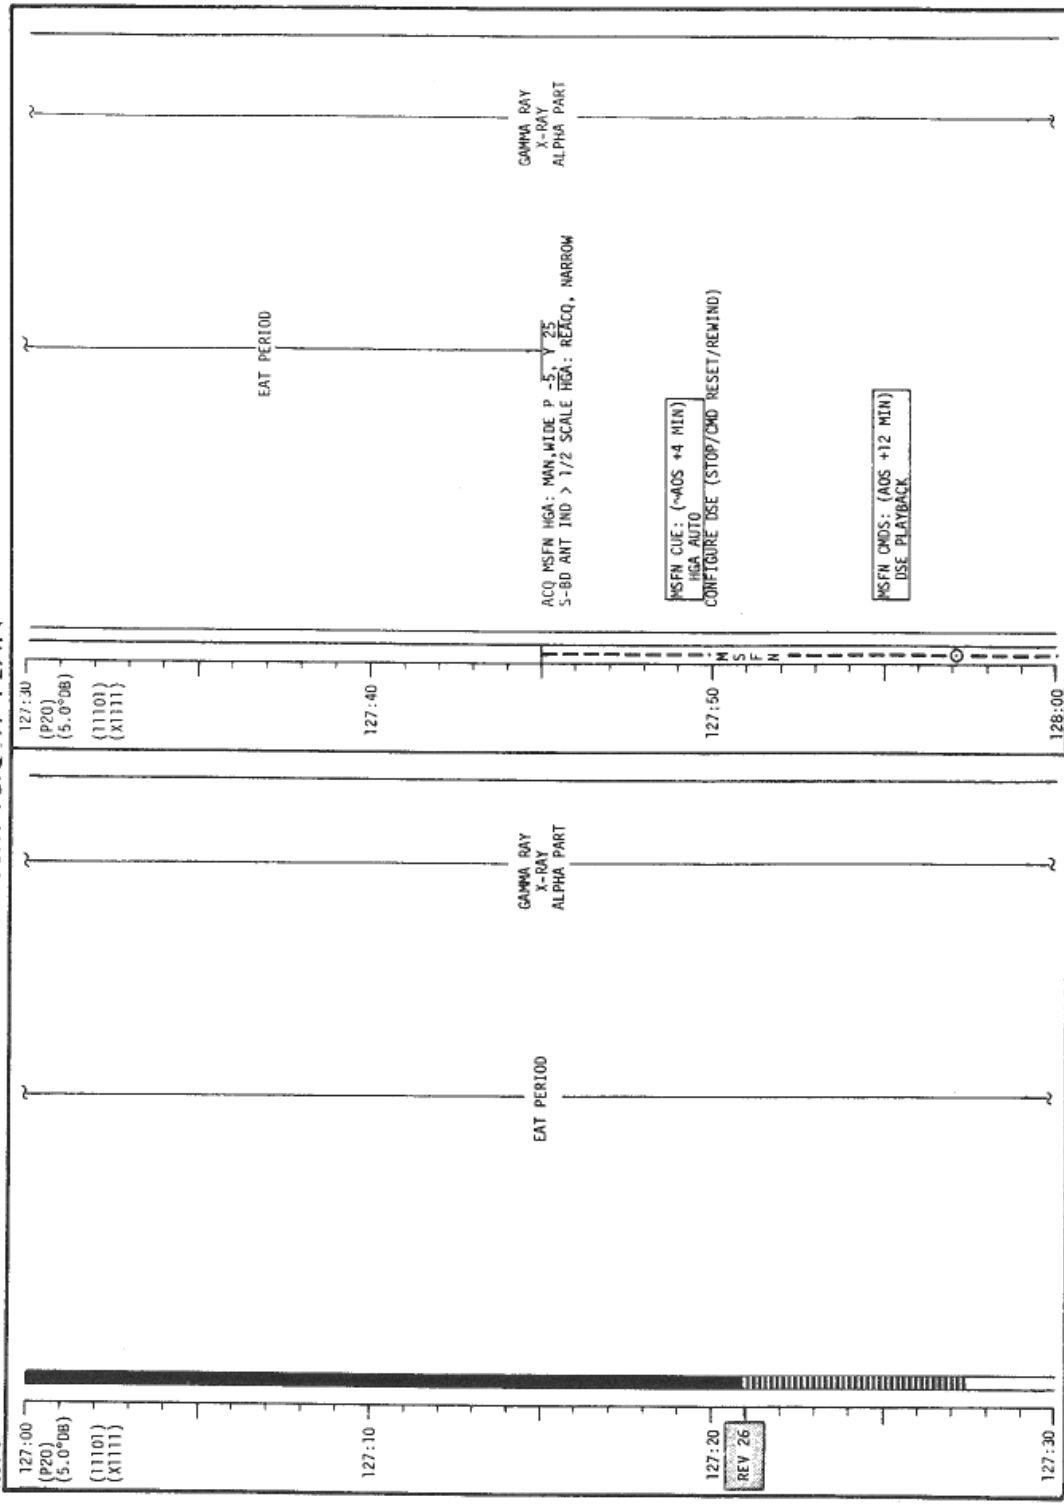 127:00
(P20)
(5.0°DB)
(11101)
(X1111)
127:10
127:20
REV 26
127:30
EAT PERIOD
GAMMA RAY
X-RAY
ALPHA PART
127:30
(P20)
(5.0°DB)
(11101)
(X1111)
127:40
127:50
128:00
M S F N
EAT PERIOD
ACQ MSFN HGA: MAN,WIDE P -5, Y 25
S-BD ANT IND > 1/2 SCALE HGA: REACQ, NARROW
MSFN CUE: (~AOS +4 MIN)
HGA AUTO
CONFIGURE DSE (STOP/CMD RESET/REWIND)
MSFN CMDS: (AOS +12 MIN)
DSE PLAYBACK
GAMMA RAY
X-RAY
ALPHA PART